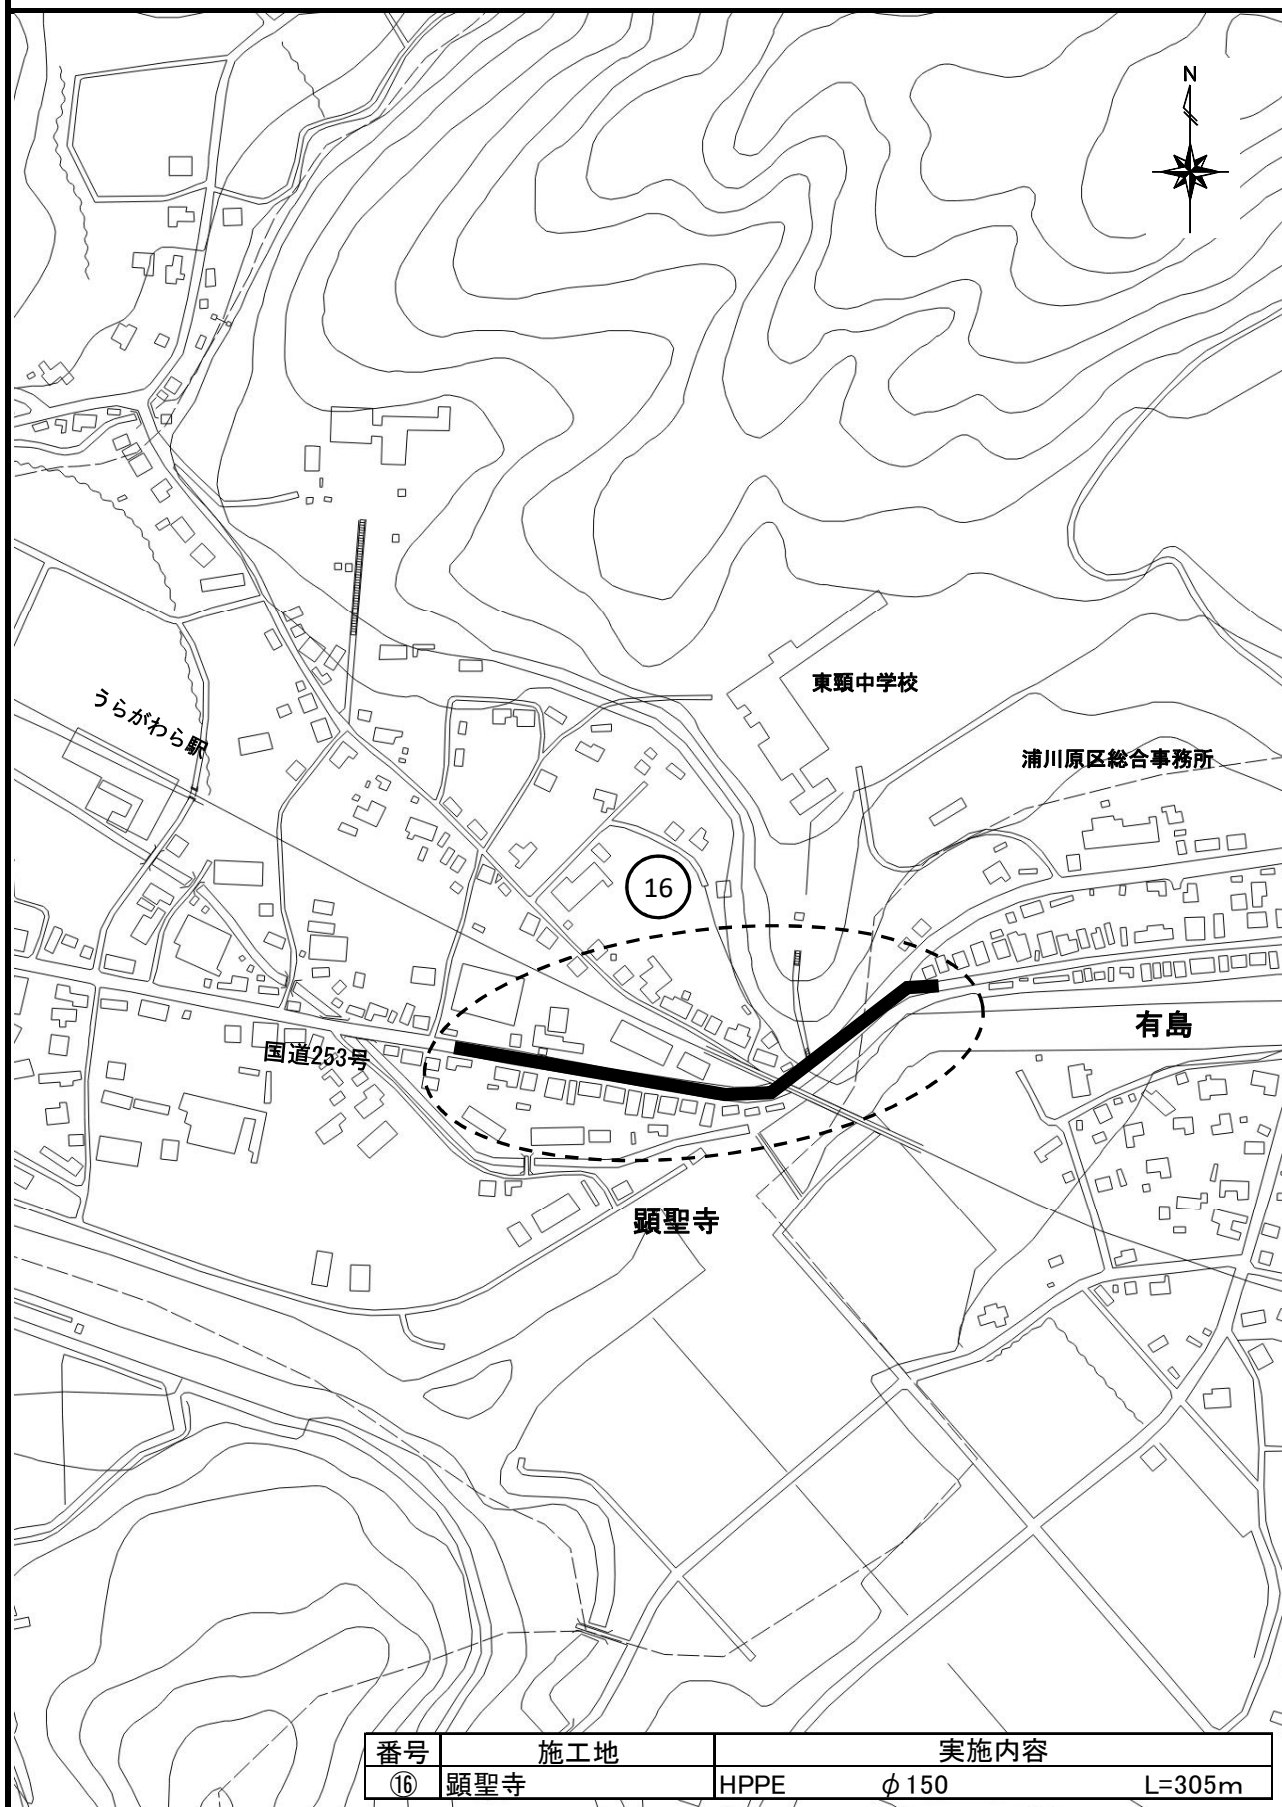 N
東頸中学校
うらがわら駅
浦川原区総合事務所
16
有島
国道253号
顕聖寺
番号 施工地 実施内容
⑯ 顕聖寺 HPPE φ150 L=305m